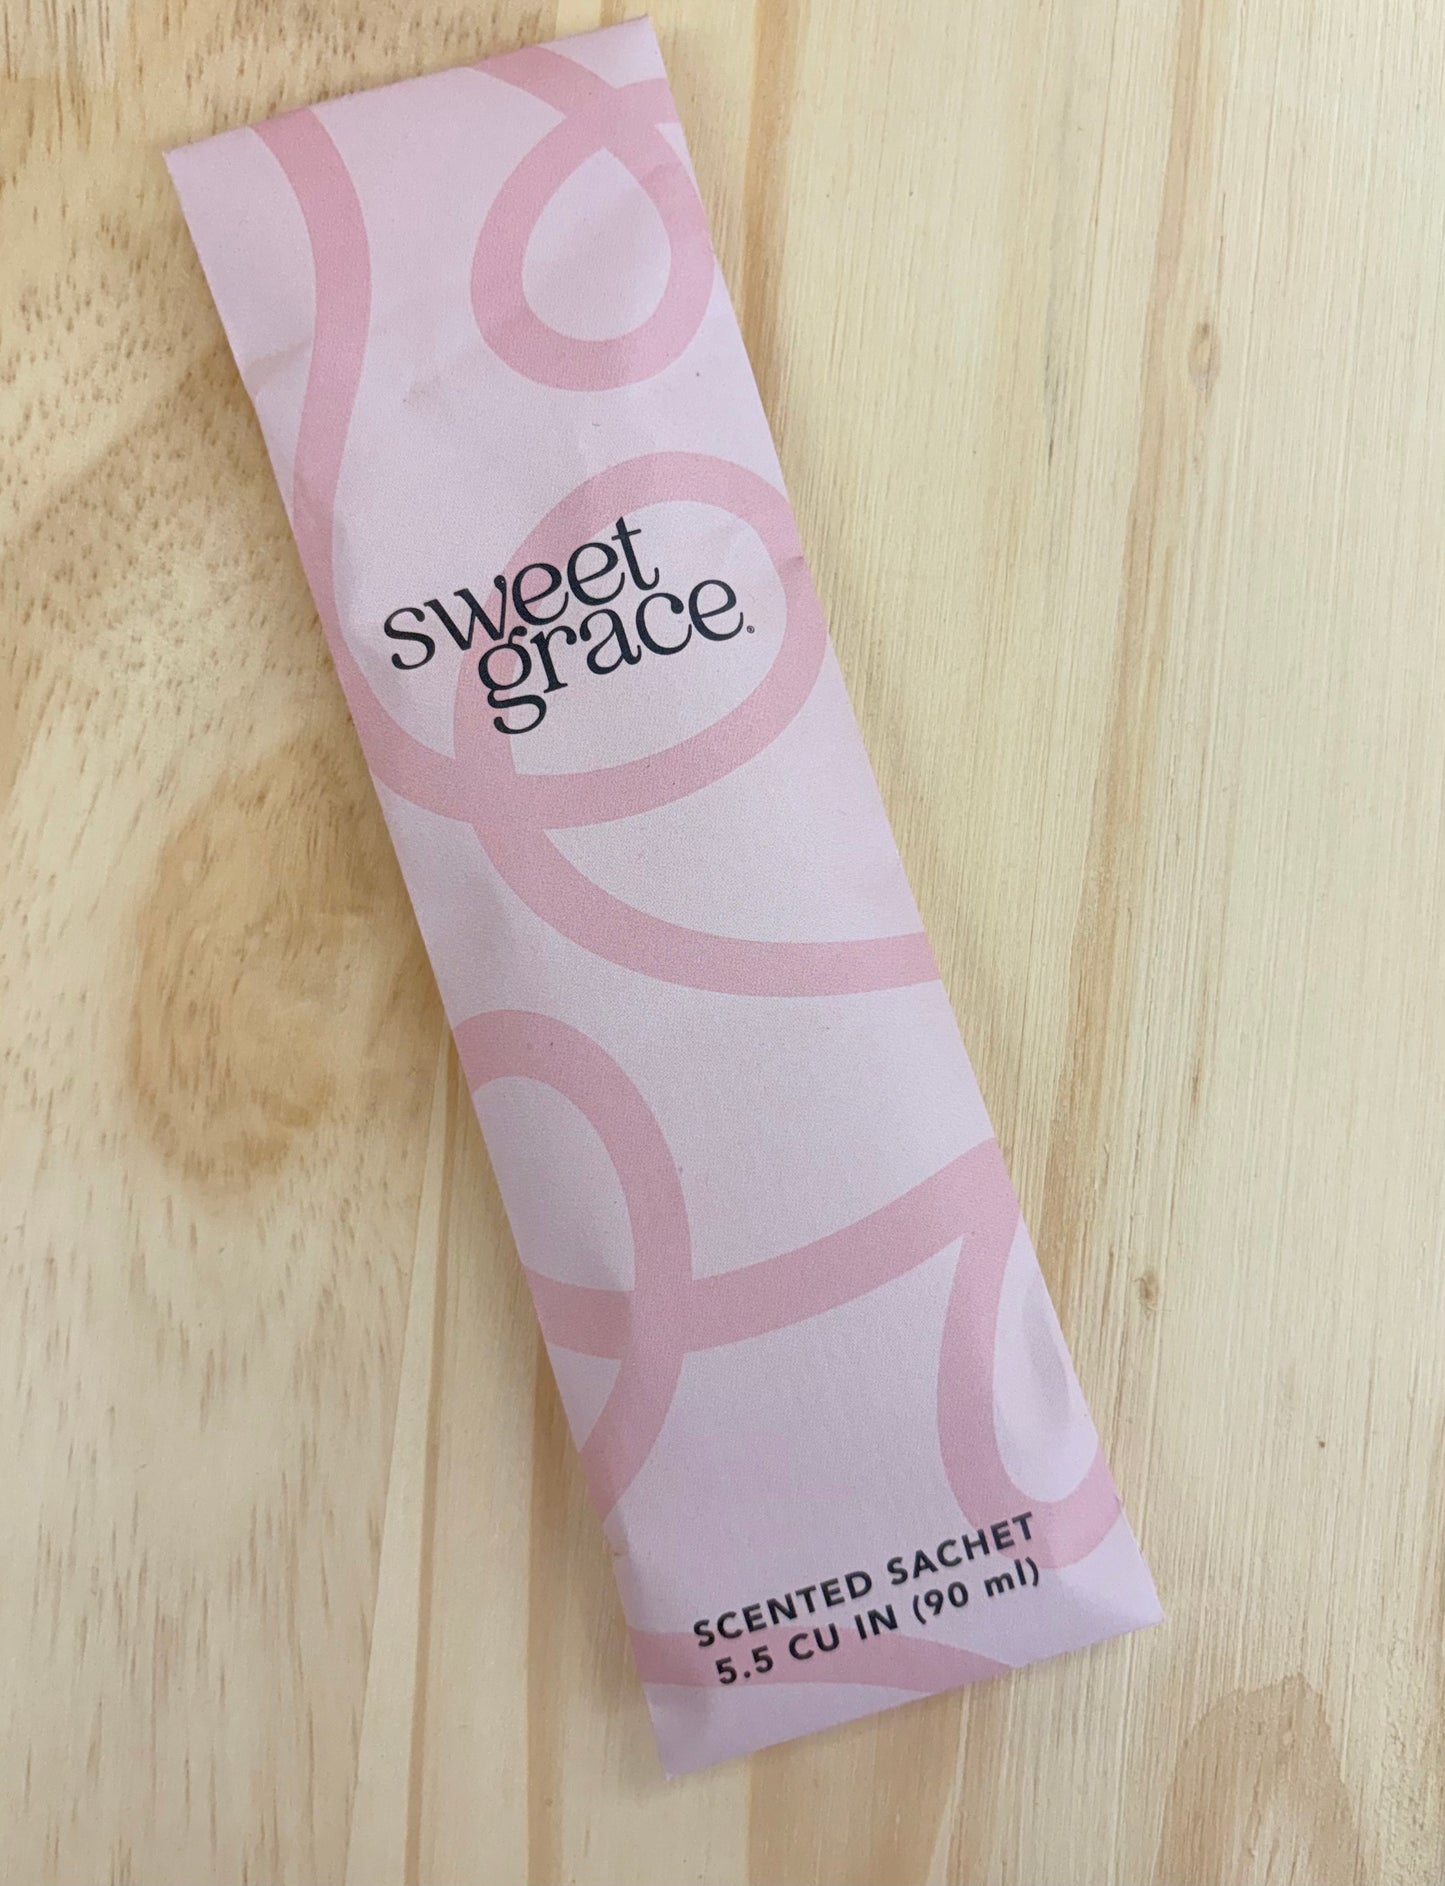 sweet
grace®
SCENTED SACHET
5.5 CU IN (90 ml)